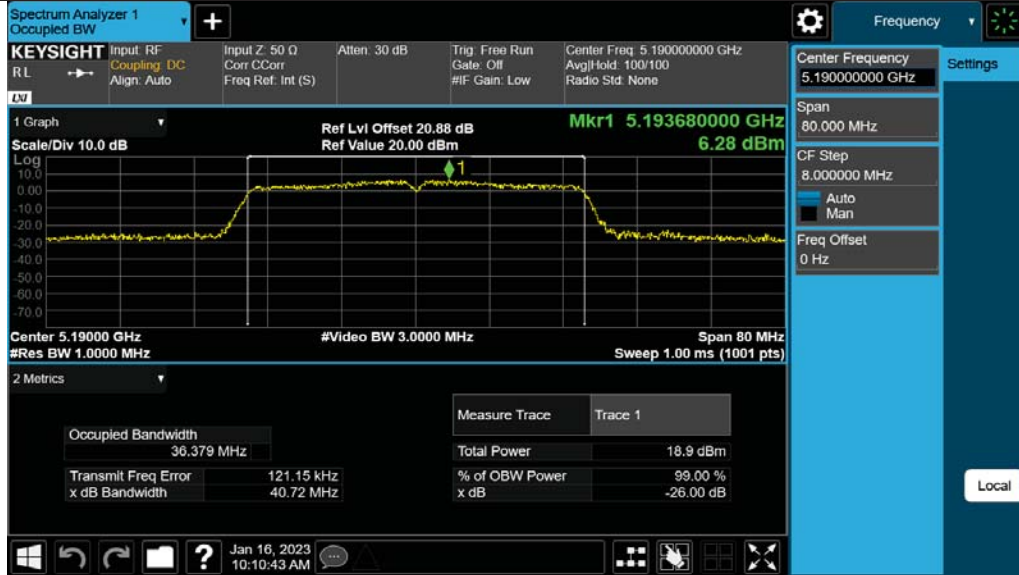 Spectrum Analyzer 1
Occupied BW
+
Frequency
KEYSIGHT
RL
LXI
Input: RF
Coupling: DC
Align: Auto
Input Z: 50 Ω
Corr CCorr
Freq Ref: Int (S)
Atten: 30 dB
Trig: Free Run
Gate: Off
#IF Gain: Low
Center Freq: 5.190000000 GHz
Avg|Hold: 100/100
Radio Std: None
Center Frequency
5.190000000 GHz
Settings
Span
80.000 MHz
CF Step
8.000000 MHz
Auto
Man
Freq Offset
0 Hz
Local
1 Graph
Scale/Div 10.0 dB
Ref Lvl Offset 20.88 dB
Ref Value 20.00 dBm
Mkr1 5.193680000 GHz
6.28 dBm
Log
10.0
0.00
-10.0
-20.0
-30.0
-40.0
-50.0
-60.0
-70.0
1
Center 5.19000 GHz
#Res BW 1.0000 MHz
#Video BW 3.0000 MHz
Span 80 MHz
Sweep 1.00 ms (1001 pts)
2 Metrics
Measure Trace Trace 1
Occupied Bandwidth
36.379 MHz
Total Power 18.9 dBm
Transmit Freq Error 121.15 kHz
% of OBW Power 99.00 %
x dB Bandwidth 40.72 MHz
x dB -26.00 dB
?
Jan 16, 2023
10:10:43 AM